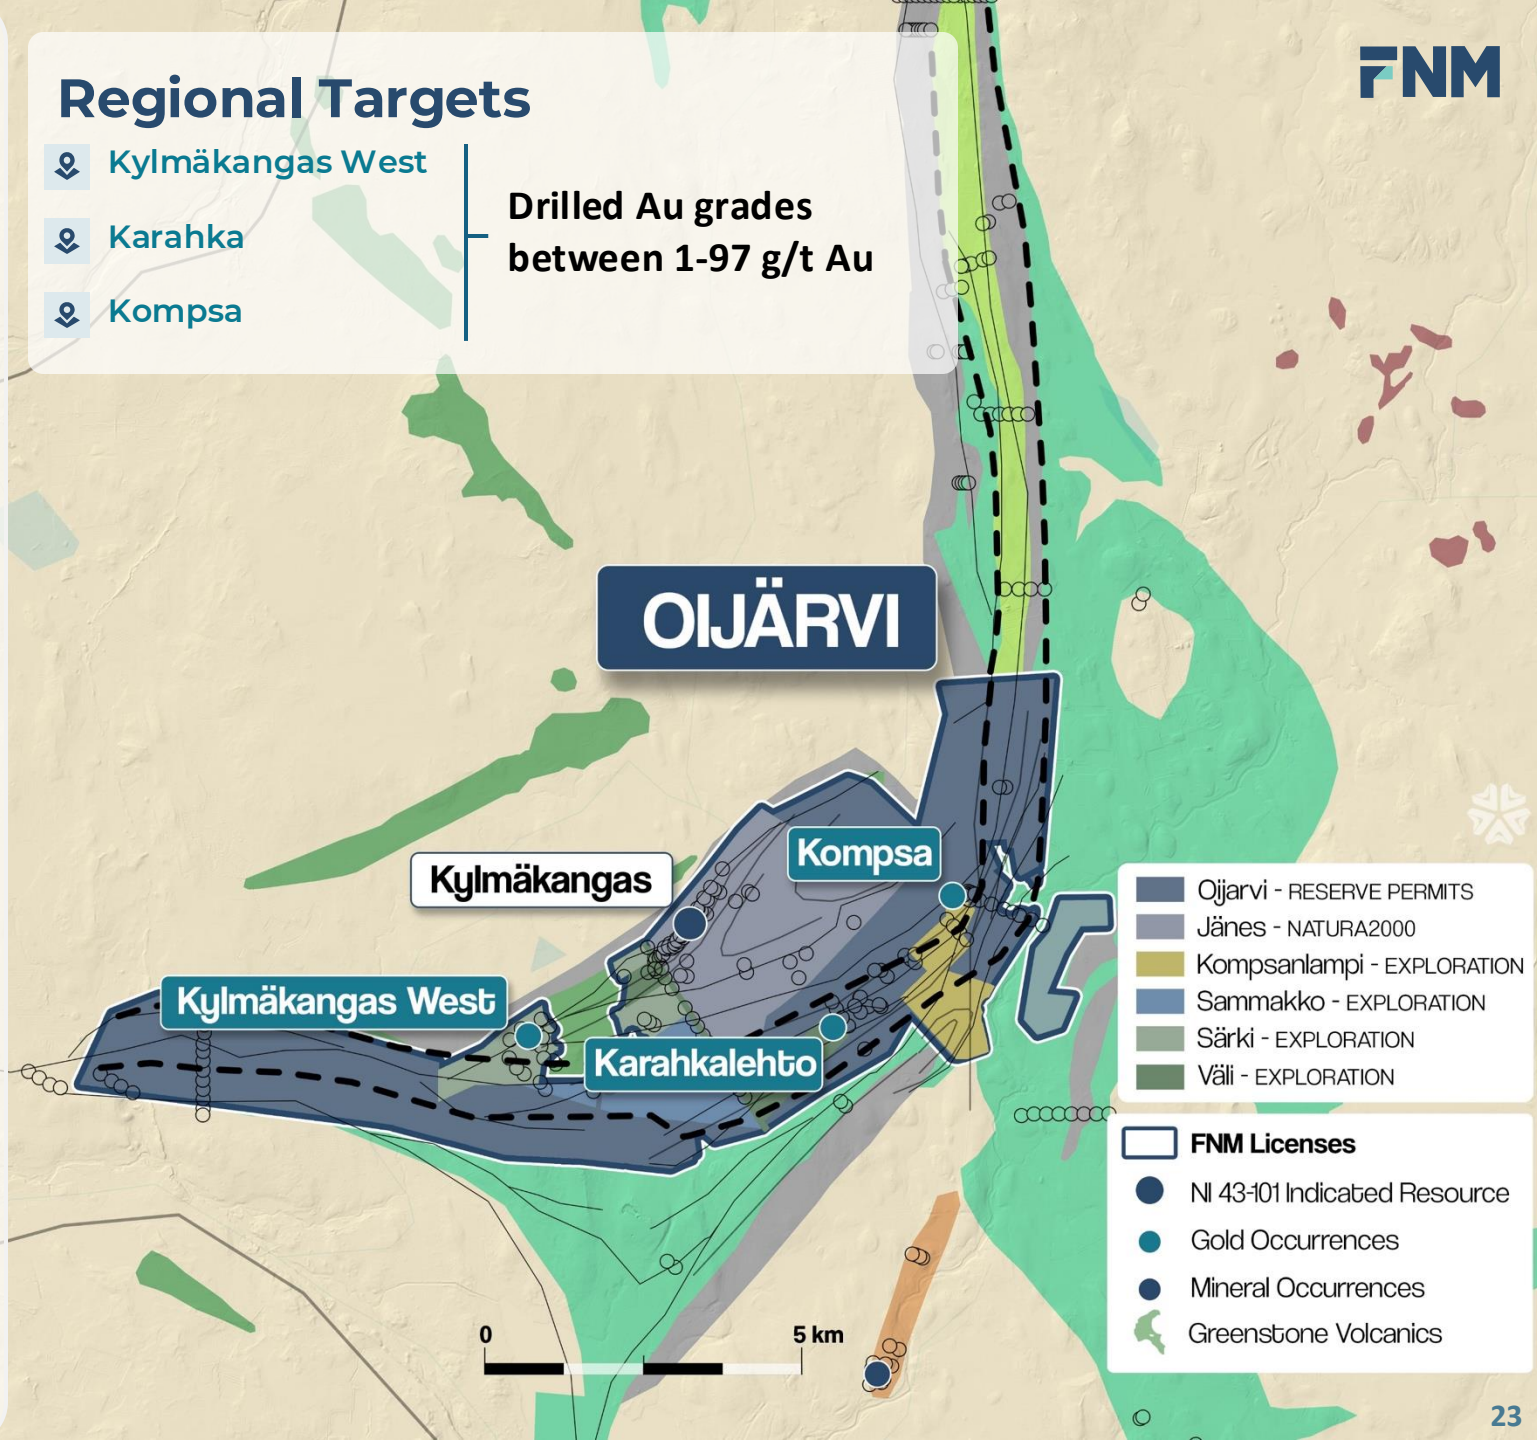 Regional Targets
Kylmäkangas West
Karahka
Kompsa
Drilled Au grades
between 1-97 g/t Au
FNM
OIJÄRVI
Kompsa
Kylmäkangas
Kylmäkangas West
Karahkalehto
Oijarvi - RESERVE PERMITS
Jänes - NATURA2000
Kompsanlampi - EXPLORATION
Sammakko - EXPLORATION
Särki - EXPLORATION
Väli - EXPLORATION
FNM Licenses
NI 43-101 Indicated Resource
Gold Occurrences
Mineral Occurrences
Greenstone Volcanics
0 5 km
23